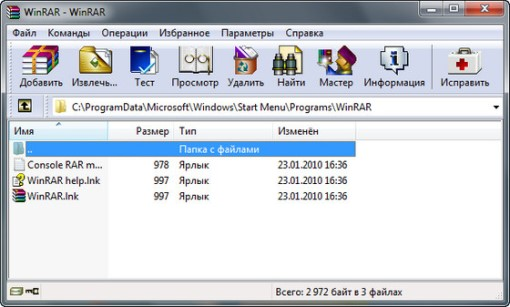 WinRAR - WinRAR
Файл Команды Операции Избранное Параметры Справка
Добавить Извлечь... Тест Просмотр Удалить Найти Мастер Информация Исправить
C:\ProgramData\Microsoft\Windows\Start Menu\Programs\WinRAR
Имя Размер Тип Изменён
.. Папка с файлами
Console RAR m... 978 Ярлык 23.01.2010 16:36
WinRAR help.lnk 997 Ярлык 23.01.2010 16:36
WinRAR.lnk 997 Ярлык 23.01.2010 16:36
Всего: 2 972 байт в 3 файлах